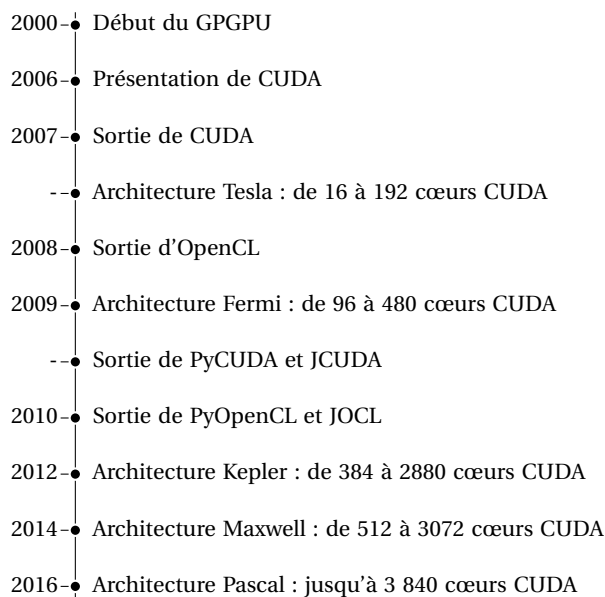 2000 Début du GPGPU
2006 Présentation de CUDA
2007 Sortie de CUDA
-- Architecture Tesla : de 16 à 192 cœurs CUDA
2008 Sortie d'OpenCL
2009 Architecture Fermi : de 96 à 480 cœurs CUDA
-- Sortie de PyCUDA et JCUDA
2010 Sortie de PyOpenCL et JOCL
2012 Architecture Kepler : de 384 à 2880 cœurs CUDA
2014 Architecture Maxwell : de 512 à 3072 cœurs CUDA
2016 Architecture Pascal : jusqu'à 3 840 cœurs CUDA